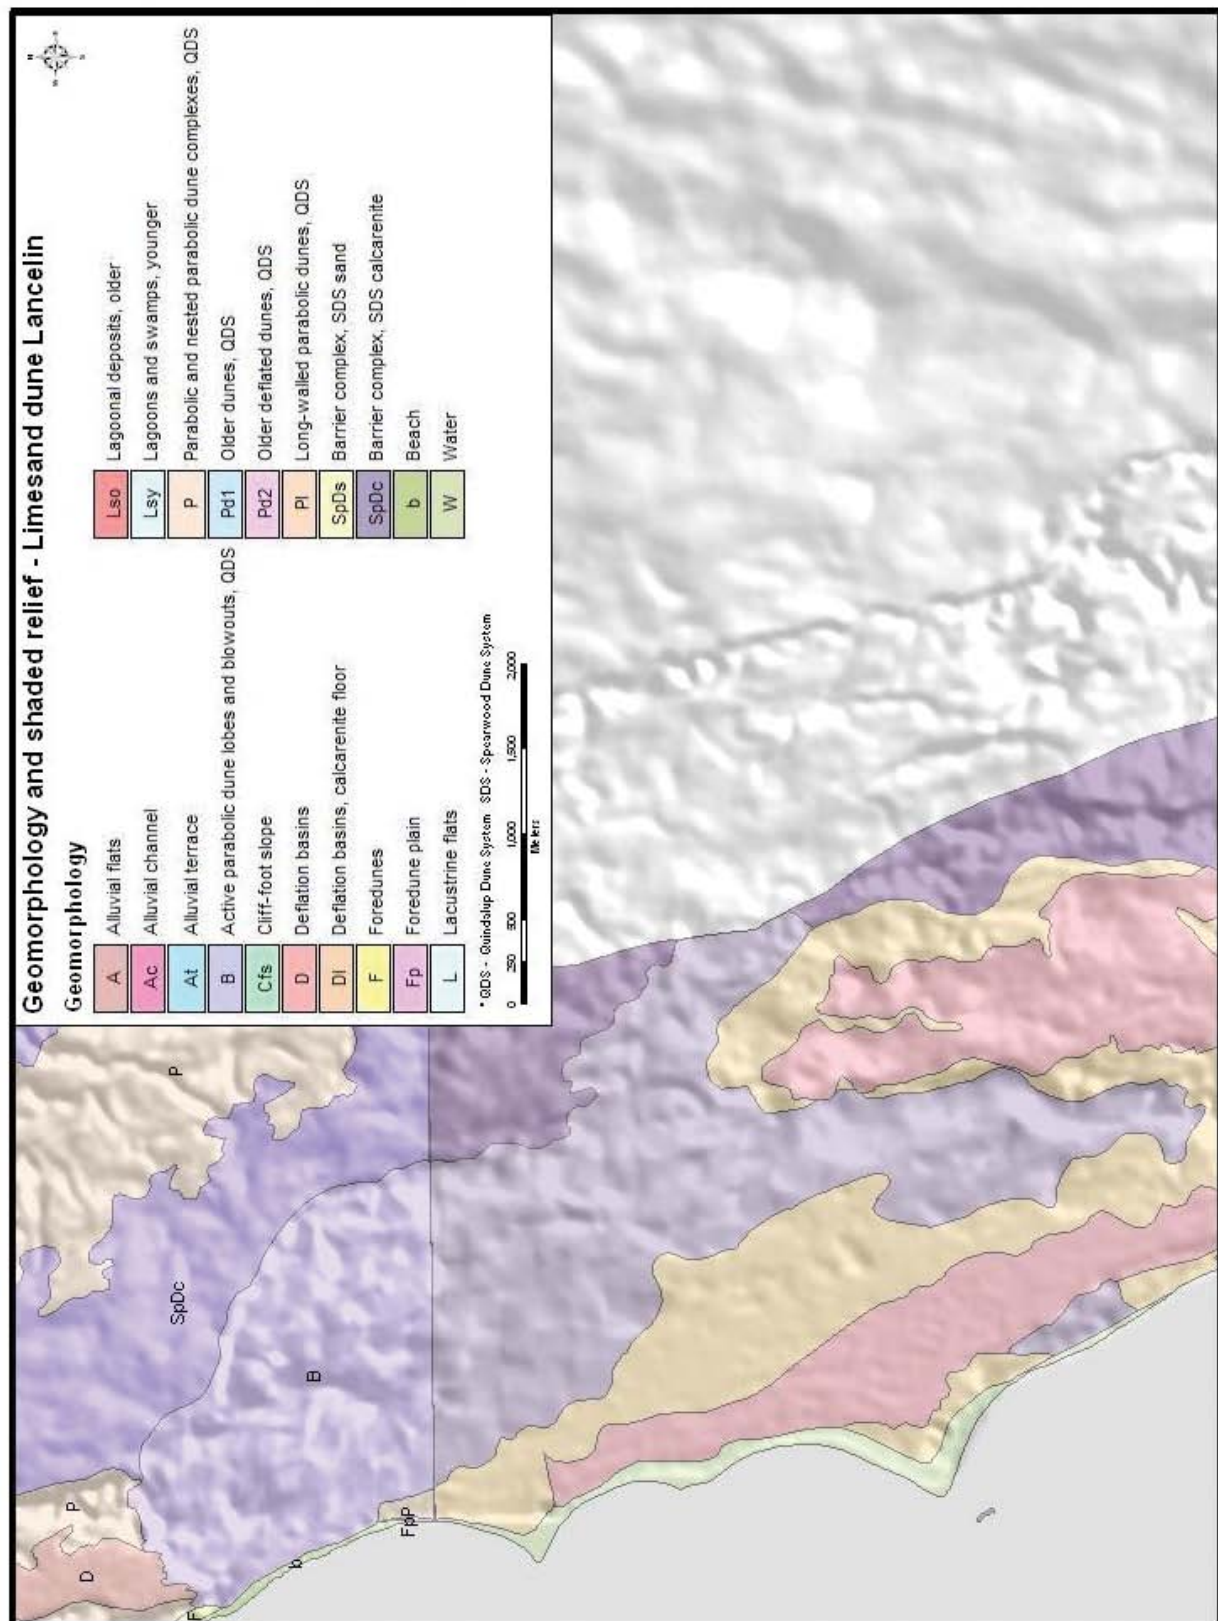 Geomorphology and shaded relief - Limesand dune Lancelin
Geomorphology
A Alluvial flats
Ac Alluvial channel
At Alluvial terrace
B Active parabolic dune lobes and blowouts, QDS
Cfs Cliff-foot slope
D Deflation basins
Dl Deflation basins, calcarenite floor
F Foredunes
Fp Foredune plain
L Lacustrine flats
Lso Lagoonal deposits, older
Lsy Lagoons and swamps, younger
P Parabolic and nested parabolic dune complexes, QDS
Pd1 Older dunes, QDS
Pd2 Older deflated dunes, QDS
Pl Long-walled parabolic dunes, QDS
SpDs Barrier complex, SDS sand
SpDc Barrier complex, SDS calcarenite
b Beach
W Water
* QDS - Quindalup Dune System SDS - Spearwood Dune System
0 250 500 1,000 1,500 2,000
Meters
P
SpDc
B
P
D
F
b
FpP